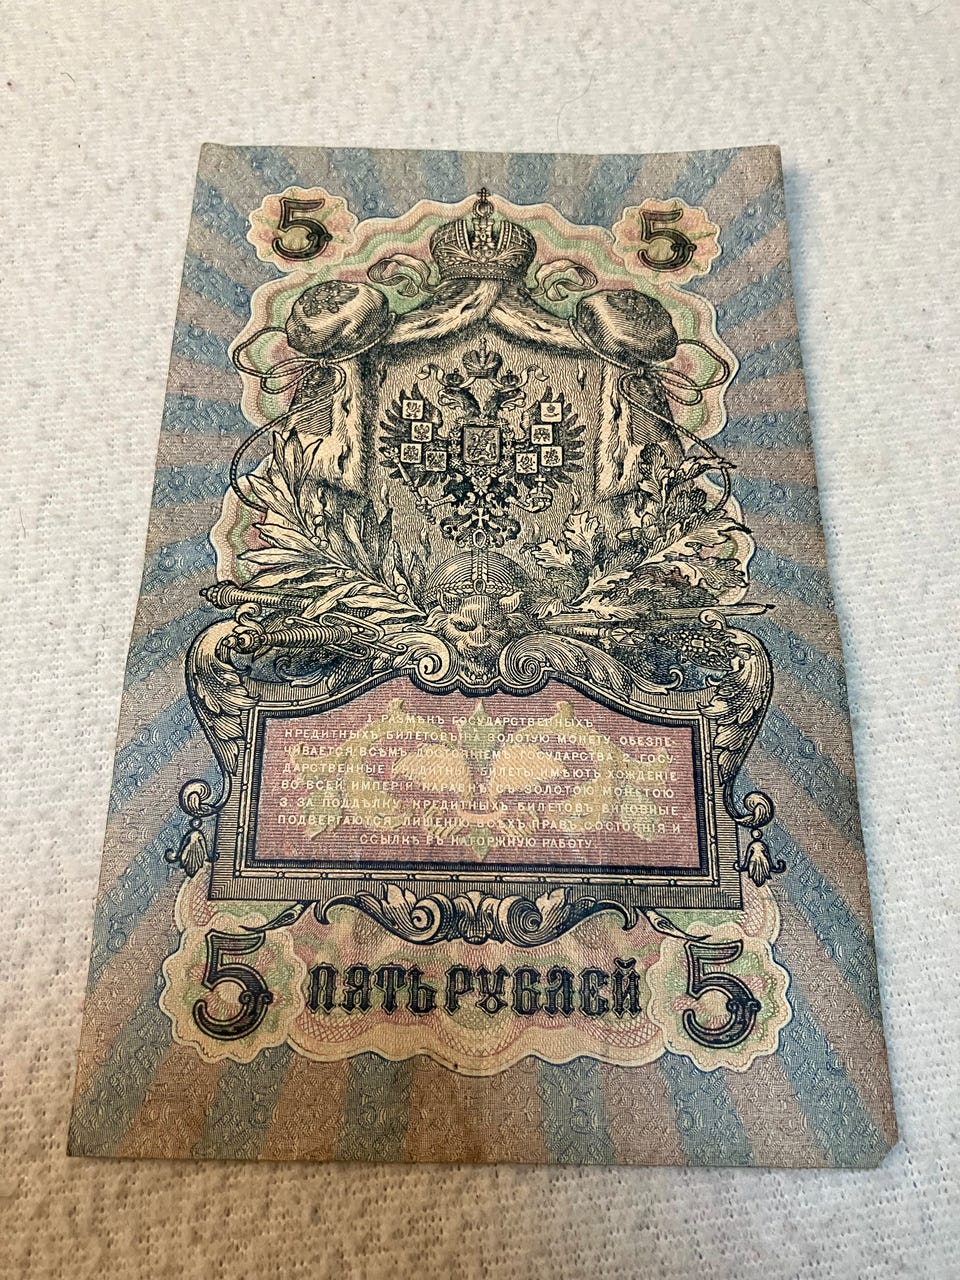 5 5
1. РАЗМѢНЪ ГОСУДАРСТВЕННЫХЪ
КРЕДИТНЫХЪ БИЛЕТОВЪ НА ЗОЛОТУЮ МОНЕТУ ОБЕЗПЕ-
ЧИВАЕТСЯ ВСѢМЪ ДОСТОЯНІЕМЪ ГОСУДАРСТВА 2. ГОСУ-
ДАРСТВЕННЫЕ КРЕДИТНЫЕ БИЛЕТЫ ИМѢЮТЪ ХОЖДЕНІЕ
ВО ВСЕЙ ИМПЕРІИ НАРАВНѢ СЪ ЗОЛОТОЮ МОНЕТОЮ
3. ЗА ПОДДѢЛКУ КРЕДИТНЫХЪ БИЛЕТОВЪ ВИНОВНЫЕ
ПОДВЕРГАЮТСЯ ЛИШЕНІЮ ВСѢХЪ ПРАВЪ СОСТОЯНІЯ И
ССЫЛКѢ ВЪ КАТОРЖНУЮ РАБОТУ.
5 ПЯТЬ РУБЛЕЙ 5